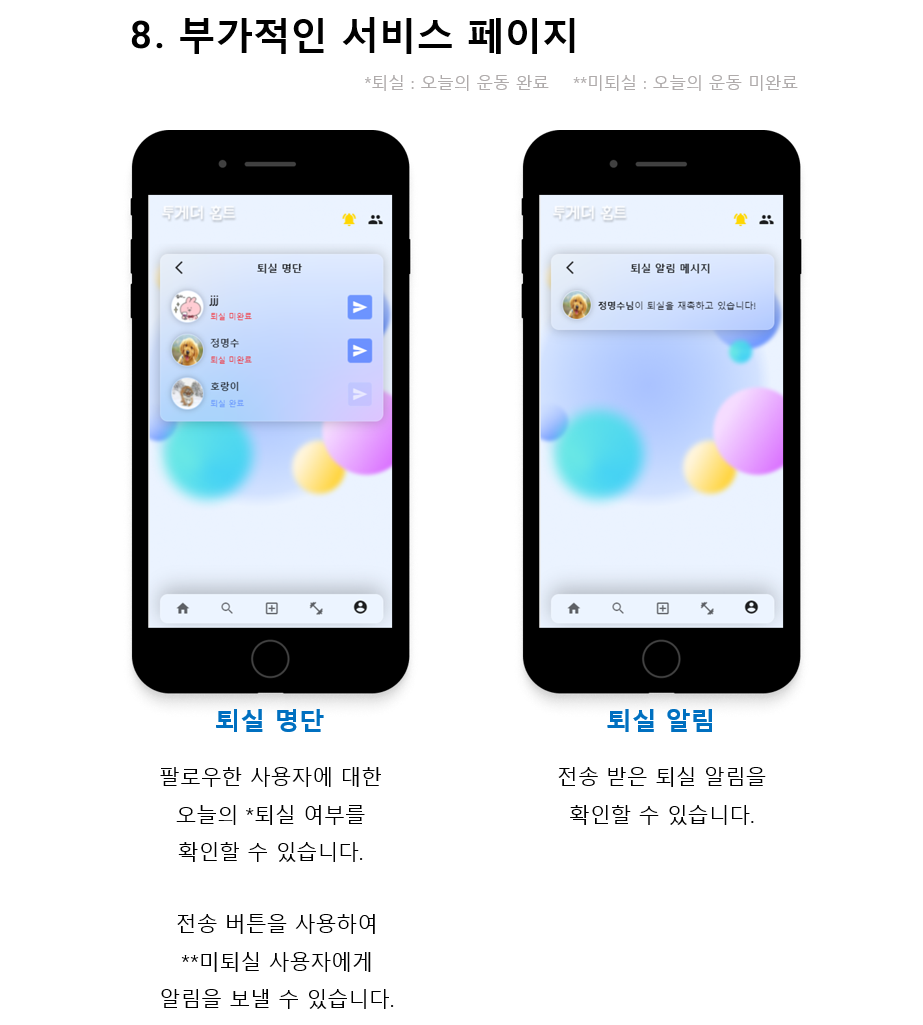 8. 부가적인 서비스 페이지
*퇴실 : 오늘의 운동 완료 **미퇴실 : 오늘의 운동 미완료
투게더 홈트
퇴실 명단
jjj
퇴실 미완료
정명수
퇴실 미완료
호랑이
퇴실 완료
투게더 홈트
퇴실 알림 메시지
정명수님이 퇴실을 재촉하고 있습니다!
퇴실 명단
팔로우한 사용자에 대한
오늘의 *퇴실 여부를
확인할 수 있습니다.
전송 버튼을 사용하여
**미퇴실 사용자에게
알림을 보낼 수 있습니다.
퇴실 알림
전송 받은 퇴실 알림을
확인할 수 있습니다.